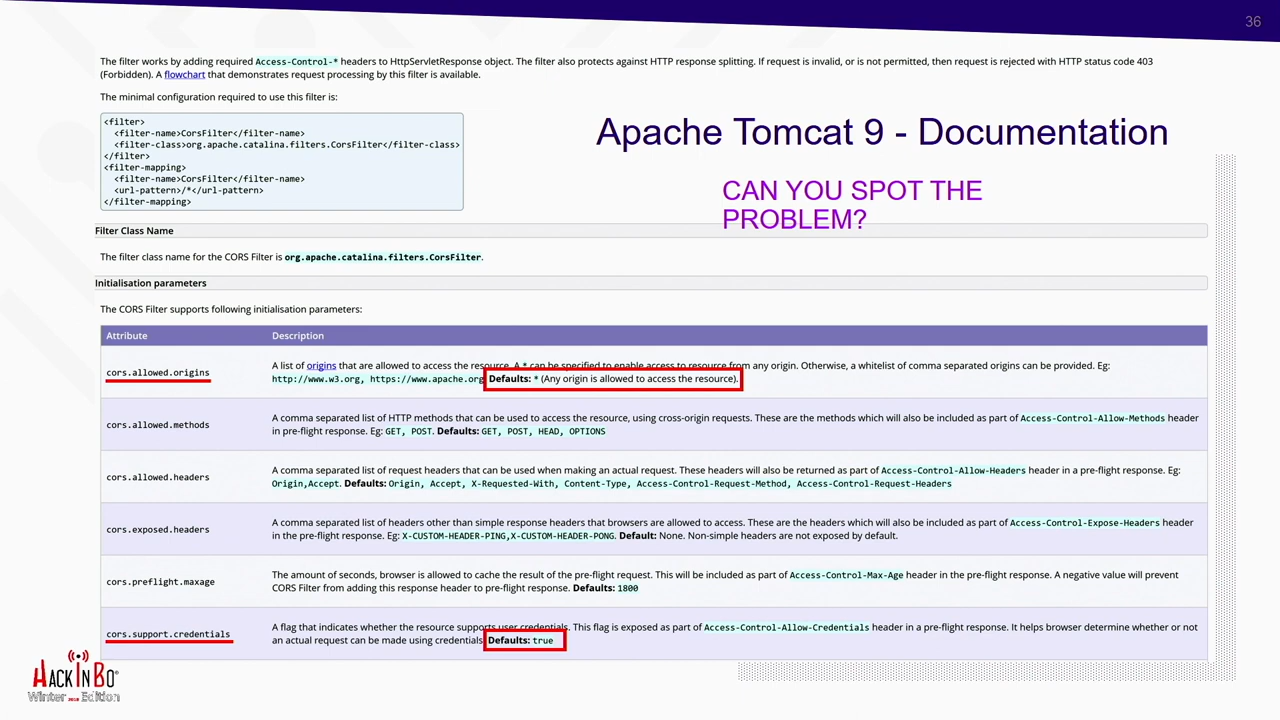 36
The filter works by adding required Access-Control-* headers to HttpServletResponse object. The filter also protects against HTTP response splitting. If request is invalid, or is not permitted, then request is rejected with HTTP status code 403
(Forbidden). A flowchart that demonstrates request processing by this filter is available.
The minimal configuration required to use this filter is:
<filter>
<filter-name>CorsFilter</filter-name>
<filter-class>org.apache.catalina.filters.CorsFilter</filter-class>
</filter>
<filter-mapping>
<filter-name>CorsFilter</filter-name>
<url-pattern>/*</url-pattern>
</filter-mapping>
Apache Tomcat 9 - Documentation
CAN YOU SPOT THE
PROBLEM?
Filter Class Name
The filter class name for the CORS Filter is org.apache.catalina.filters.CorsFilter.
Initialisation parameters
The CORS Filter supports following initialisation parameters:
Attribute Description
cors.allowed.origins
A list of origins that are allowed to access the resource. A * can be specified to enable access to resource from any origin. Otherwise, a whitelist of comma separated origins can be provided. Eg:
http://www.w3.org, https://www.apache.org Defaults: * (Any origin is allowed to access the resource).
cors.allowed.methods
A comma separated list of HTTP methods that can be used to access the resource, using cross-origin requests. These are the methods which will also be included as part of Access-Control-Allow-Methods header
in pre-flight response. Eg: GET, POST. Defaults: GET, POST, HEAD, OPTIONS
cors.allowed.headers
A comma separated list of request headers that can be used when making an actual request. These headers will also be returned as part of Access-Control-Allow-Headers header in a pre-flight response. Eg:
Origin,Accept. Defaults: Origin, Accept, X-Requested-With, Content-Type, Access-Control-Request-Method, Access-Control-Request-Headers
cors.exposed.headers
A comma separated list of headers other than simple response headers that browsers are allowed to access. These are the headers which will also be included as part of Access-Control-Expose-Headers header
in the pre-flight response. Eg: X-CUSTOM-HEADER-PING,X-CUSTOM-HEADER-PONG. Default: None. Non-simple headers are not exposed by default.
cors.preflight.maxage
The amount of seconds, browser is allowed to cache the result of the pre-flight request. This will be included as part of Access-Control-Max-Age header in the pre-flight response. A negative value will prevent
CORS Filter from adding this response header to pre-flight response. Defaults: 1800
cors.support.credentials
A flag that indicates whether the resource supports user credentials. This flag is exposed as part of Access-Control-Allow-Credentials header in a pre-flight response. It helps browser determine whether or not
an actual request can be made using credentials Defaults: true
HACKINBO®
Winter 2018 Edition